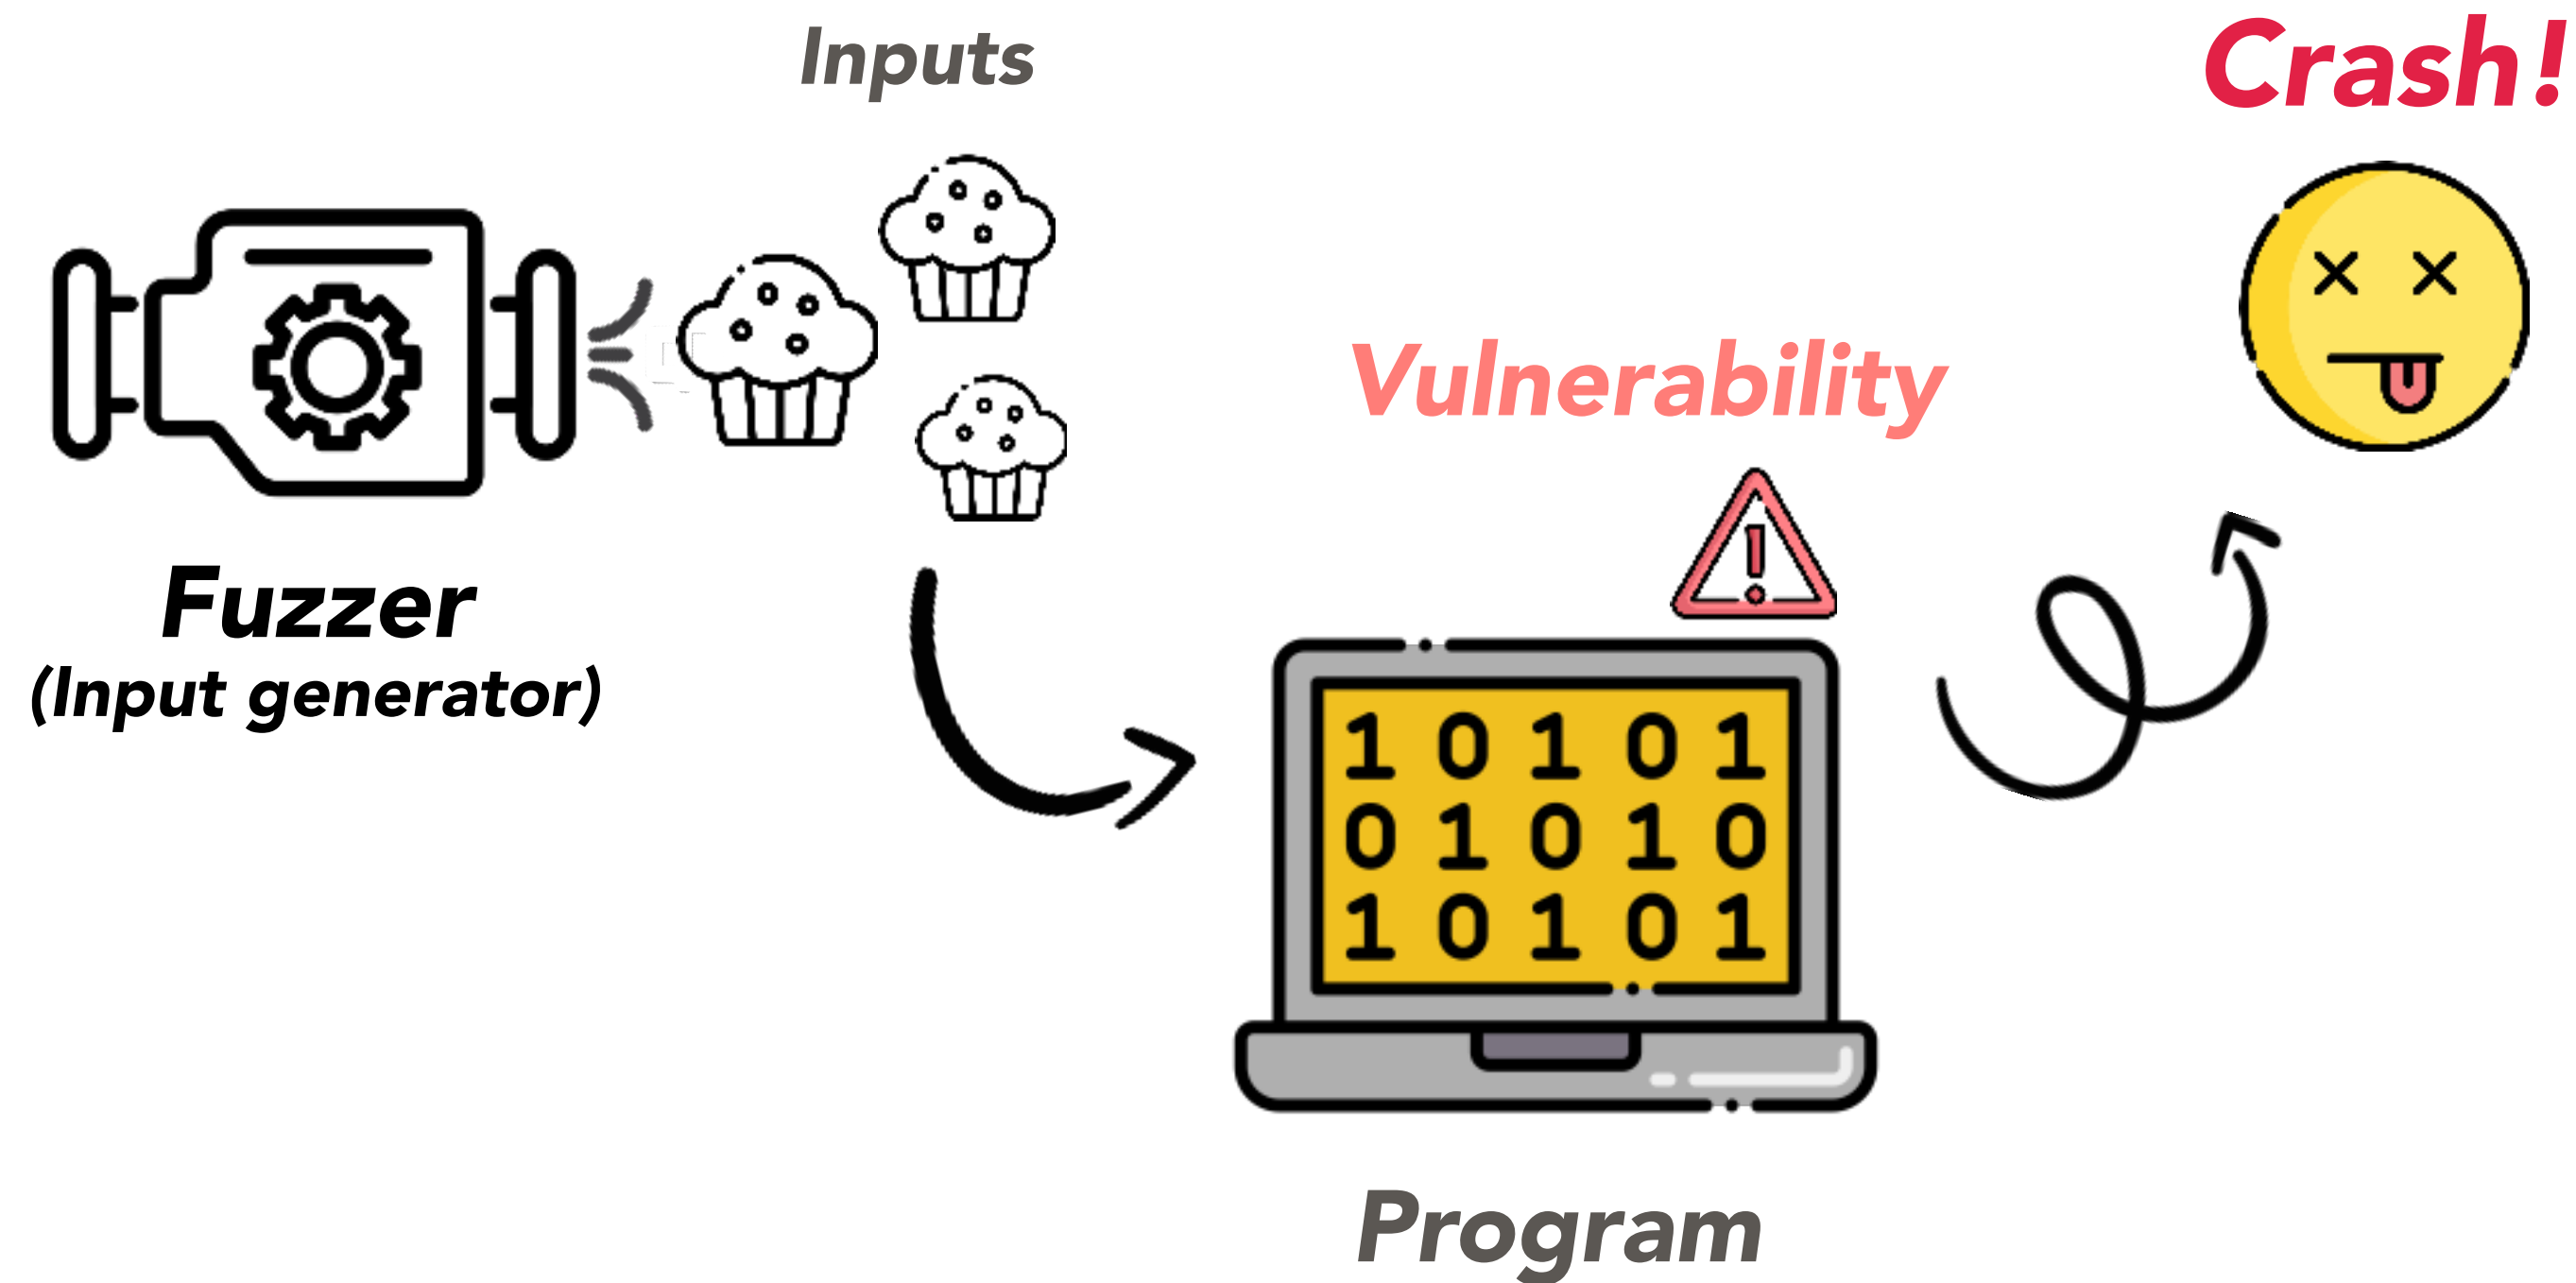 Inputs
Crash!
Vulnerability
Fuzzer
(Input generator)
1 0 1 0 1
0 1 0 1 0
1 0 1 0 1
Program